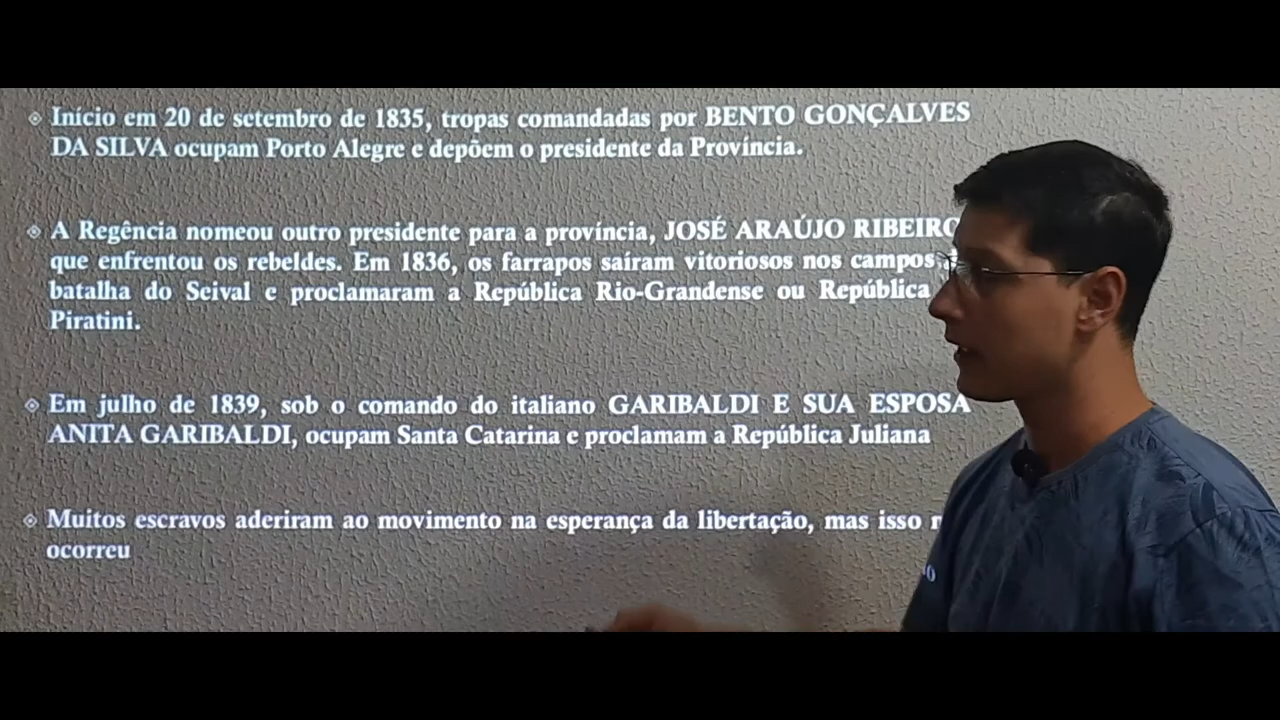 Início em 20 de setembro de 1835, tropas comandadas por BENTO GONÇALVES
DA SILVA ocupam Porto Alegre e depõem o presidente da Província.
A Regência nomeou outro presidente para a província, JOSÉ ARAÚJO RIBEIRO
que enfrentou os rebeldes. Em 1836, os farrapos saíram vitoriosos nos campos
batalha do Seival e proclamaram a República Rio-Grandense ou República
Piratini.
Em julho de 1839, sob o comando do italiano GARIBALDI E SUA ESPOSA
ANITA GARIBALDI, ocupam Santa Catarina e proclamam a República Juliana
Muitos escravos aderiram ao movimento na esperança da libertação, mas isso
ocorreu